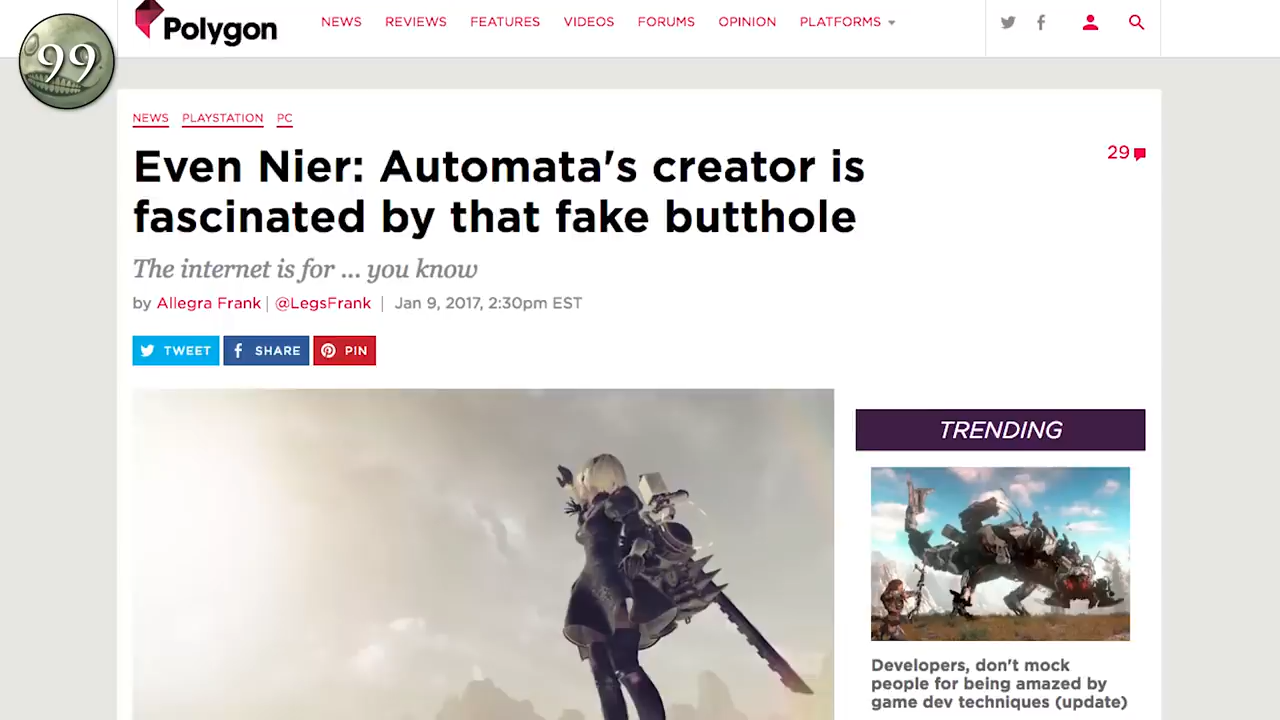 99
Polygon
NEWS REVIEWS FEATURES VIDEOS FORUMS OPINION PLATFORMS
NEWS PLAYSTATION PC
Even Nier: Automata's creator is
fascinated by that fake butthole
29
The internet is for ... you know
by Allegra Frank | @LegsFrank | Jan 9, 2017, 2:30pm EST
TWEET SHARE PIN
TRENDING
Developers, don't mock
people for being amazed by
game dev techniques (update)